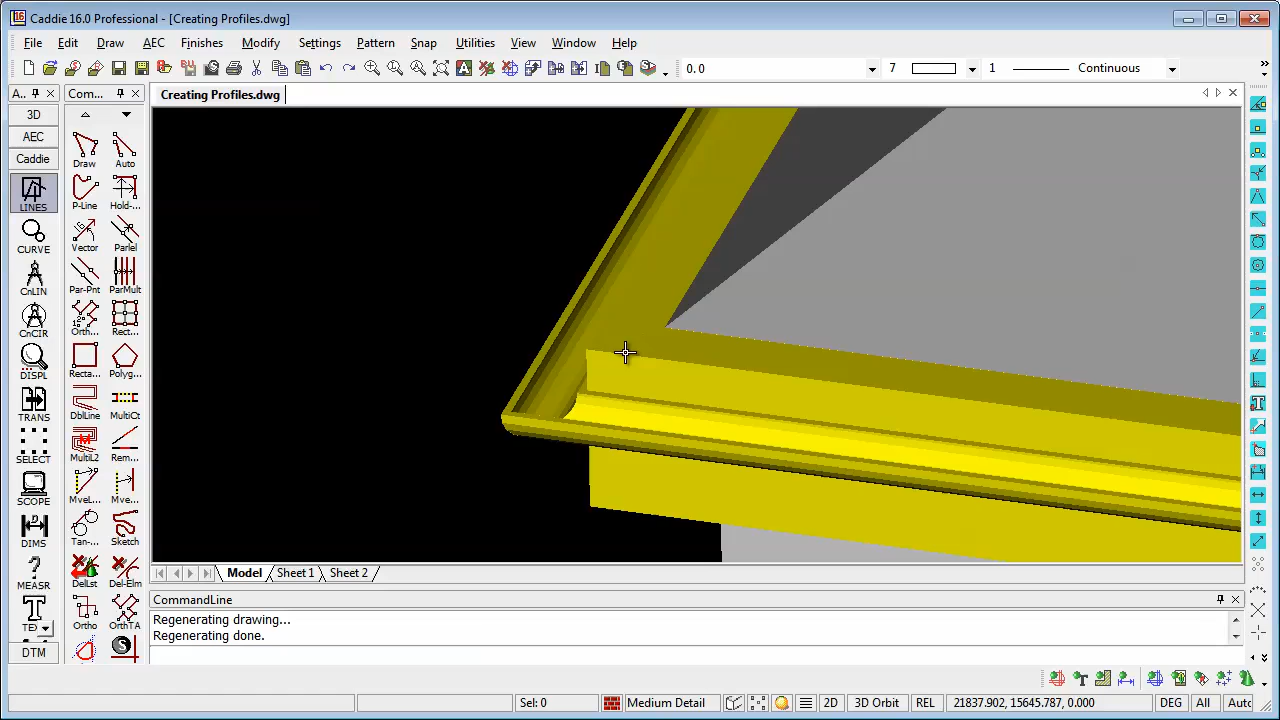 Caddie 16.0 Professional - [Creating Profiles.dwg]
File Edit Draw AEC Finishes Modify Settings Pattern Snap Utilities View Window Help
0.0 7 1 Continuous
A.. Com...
Creating Profiles.dwg
3D
AEC
Caddie
LINES
CURVE
CnLIN
CnCIR
DISPL
TRANS
SELECT
SCOPE
DIMS
MEASR
DTM
Draw Auto
P-Line Hold-...
Vector Parlel
Par-Pnt ParMult
Orth... Rect...
Recta... Polyg...
DblLine MultiCt
MultiL2 Rem...
MveL... Mve...
Tan-... Sketch
DelLst Del-Elm
Ortho OrthTA
Model Sheet 1 Sheet 2
CommandLine
Regenerating drawing...
Regenerating done.
Sel: 0 Medium Detail 2D 3D Orbit REL 21837.902, 15645.787, 0.000 DEG All Auto